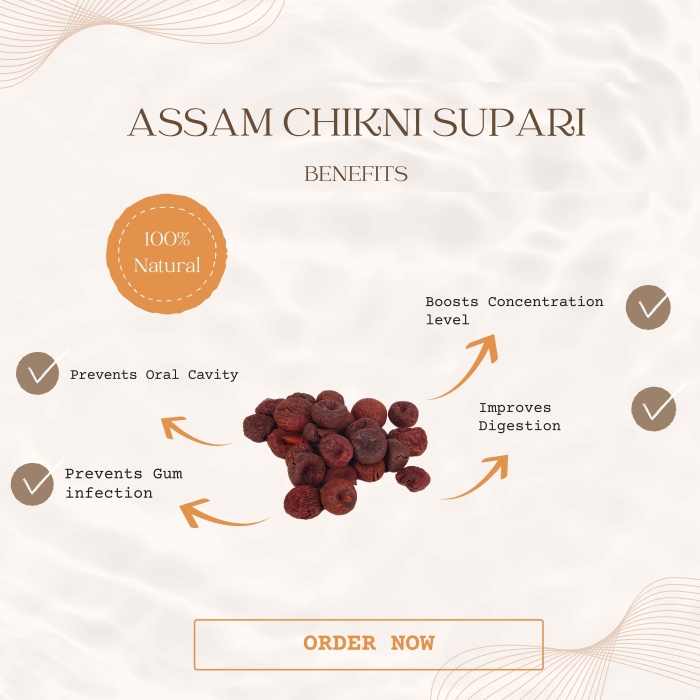 ASSAM CHIKNI SUPARI
BENEFITS
100%
Natural
Boosts Concentration
level
Prevents Oral Cavity
Improves
Digestion
Prevents Gum
infection
ORDER NOW